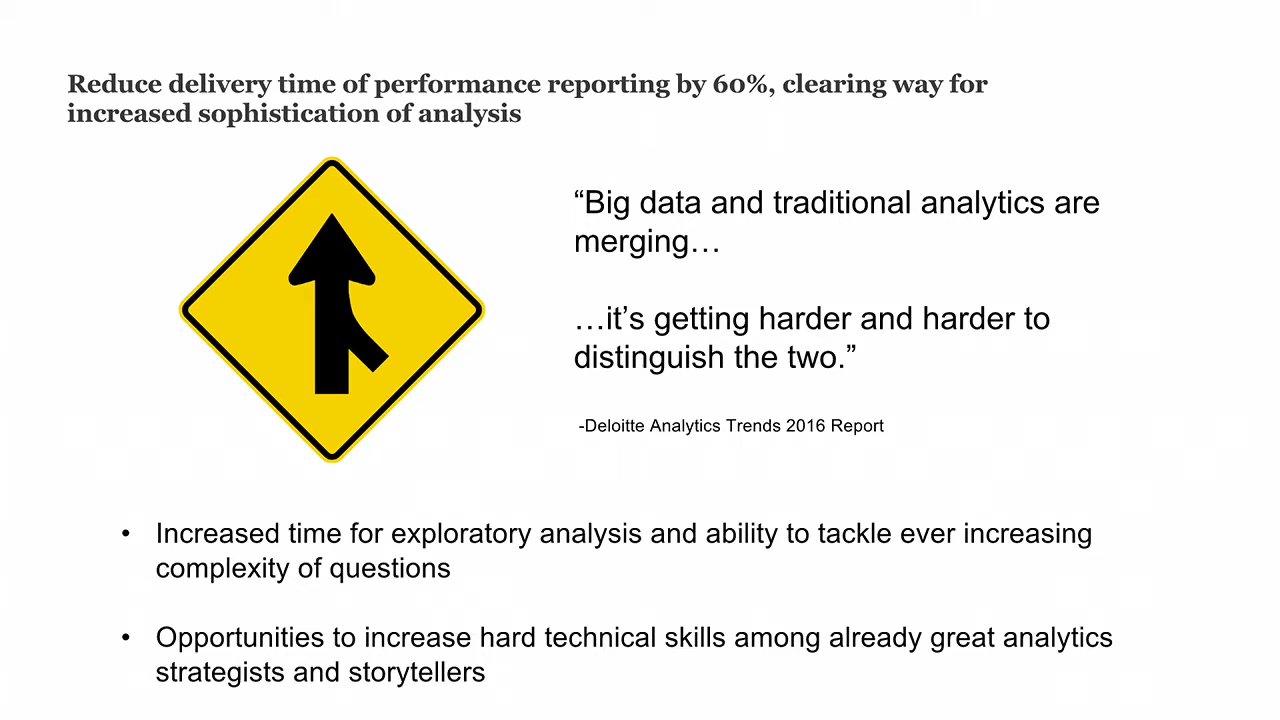 Reduce delivery time of performance reporting by 60%, clearing way for
increased sophistication of analysis
“Big data and traditional analytics are
merging…
…it’s getting harder and harder to
distinguish the two.”
-Deloitte Analytics Trends 2016 Report
• Increased time for exploratory analysis and ability to tackle ever increasing
complexity of questions
• Opportunities to increase hard technical skills among already great analytics
strategists and storytellers